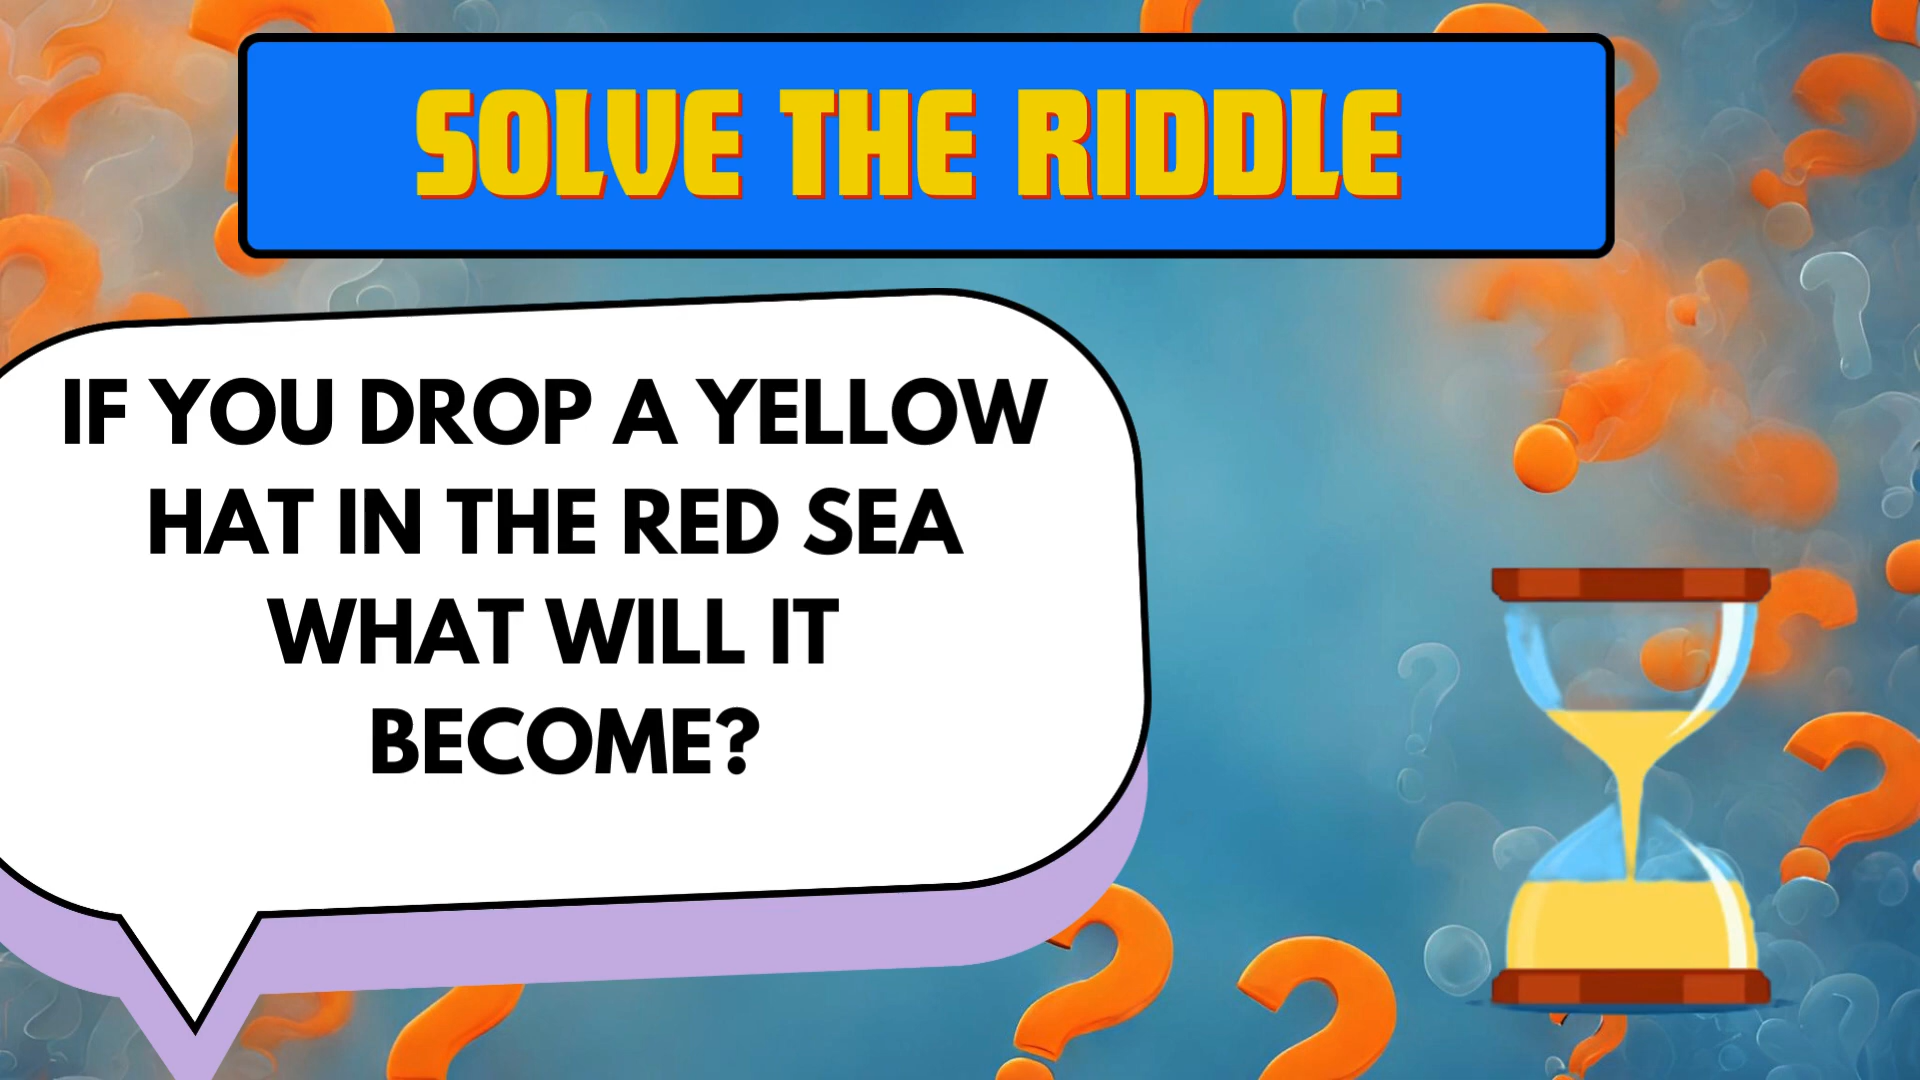 SOLVE THE RIDDLE
IF YOU DROP A YELLOW
HAT IN THE RED SEA
WHAT WILL IT
BECOME?